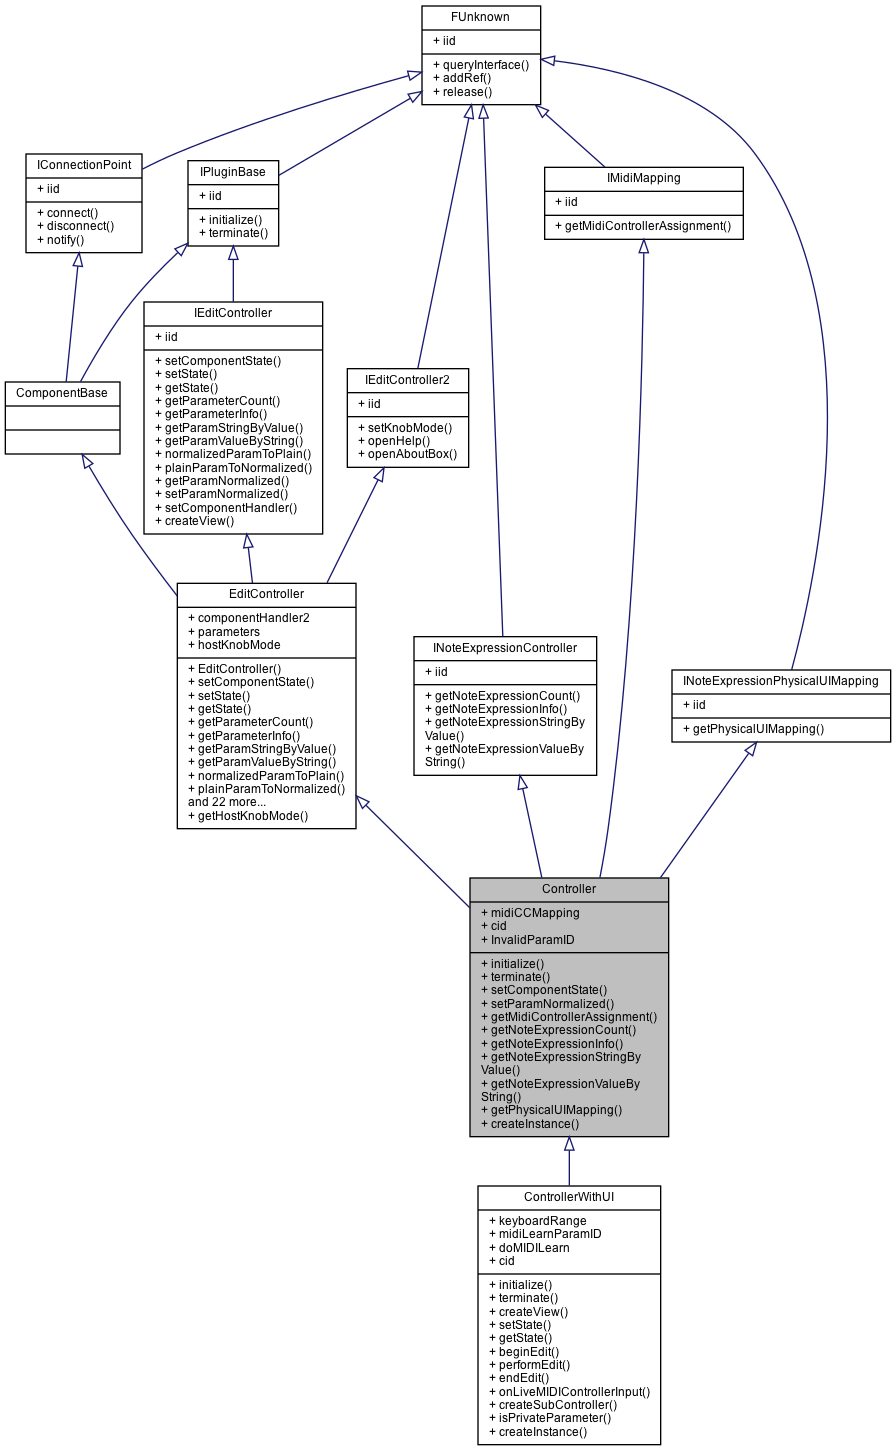 FUnknown
+ iid
+ queryInterface()
+ addRef()
+ release()
IConnectionPoint
+ iid
+ connect()
+ disconnect()
+ notify()
IPluginBase
+ iid
+ initialize()
+ terminate()
IMidiMapping
+ iid
+ getMidiControllerAssignment()
IEditController
+ iid
+ setComponentState()
+ setState()
+ getState()
+ getParameterCount()
+ getParameterInfo()
+ getParamStringByValue()
+ getParamValueByString()
+ normalizedParamToPlain()
+ plainParamToNormalized()
+ getParamNormalized()
+ setParamNormalized()
+ setComponentHandler()
+ createView()
IEditController2
+ iid
+ setKnobMode()
+ openHelp()
+ openAboutBox()
ComponentBase
EditController
+ componentHandler2
+ parameters
+ hostKnobMode
+ EditController()
+ setComponentState()
+ setState()
+ getState()
+ getParameterCount()
+ getParameterInfo()
+ getParamStringByValue()
+ getParamValueByString()
+ normalizedParamToPlain()
+ plainParamToNormalized()
and 22 more...
+ getHostKnobMode()
INoteExpressionController
+ iid
+ getNoteExpressionCount()
+ getNoteExpressionInfo()
+ getNoteExpressionStringBy
Value()
+ getNoteExpressionValueBy
String()
INoteExpressionPhysicalUIMapping
+ iid
+ getPhysicalUIMapping()
Controller
+ midiCCMapping
+ cid
+ InvalidParamID
+ initialize()
+ terminate()
+ setComponentState()
+ setParamNormalized()
+ getMidiControllerAssignment()
+ getNoteExpressionCount()
+ getNoteExpressionInfo()
+ getNoteExpressionStringBy
Value()
+ getNoteExpressionValueBy
String()
+ getPhysicalUIMapping()
+ createInstance()
ControllerWithUI
+ keyboardRange
+ midiLearnParamID
+ doMIDILearn
+ cid
+ initialize()
+ terminate()
+ createView()
+ setState()
+ getState()
+ beginEdit()
+ performEdit()
+ endEdit()
+ onLiveMIDIControllerInput()
+ createSubController()
+ isPrivateParameter()
+ createInstance()